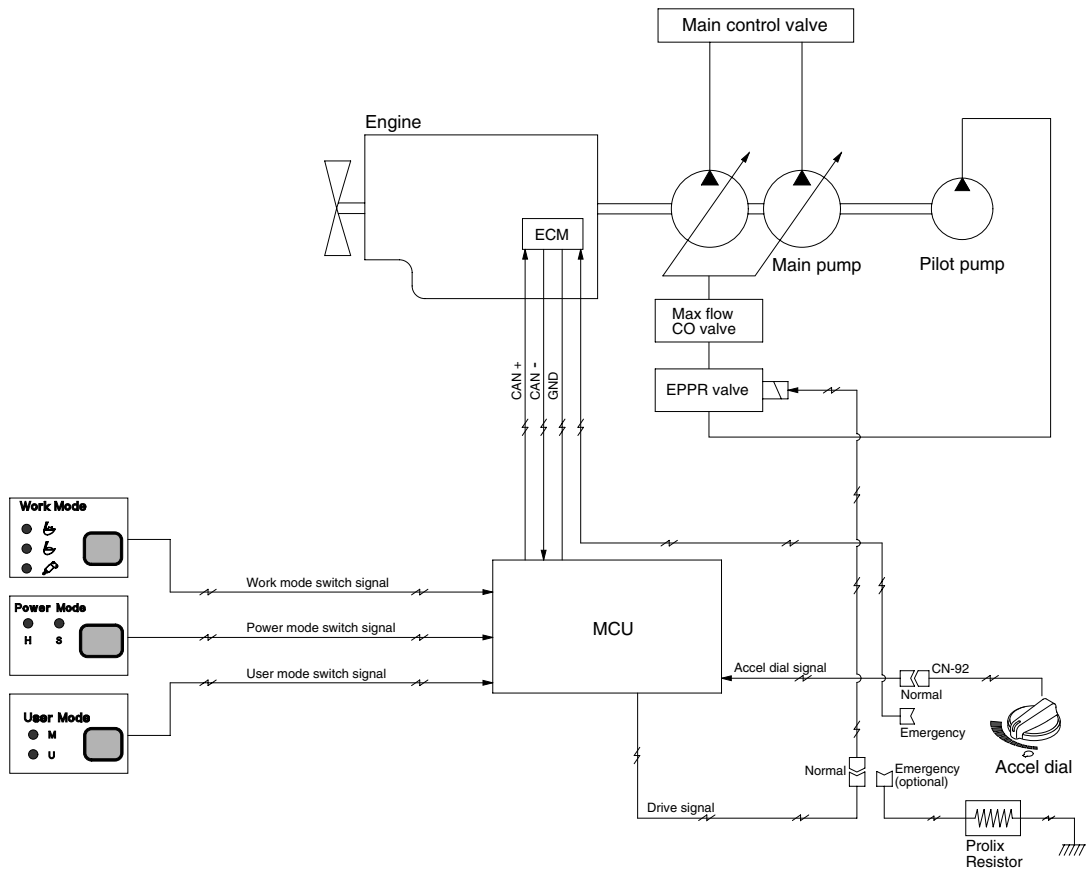 Main control valve
Engine
ECM
Main pump
Pilot pump
Max flow
CO valve
EPPR valve
CAN +
CAN -
GND
Work Mode
Work mode switch signal
Power Mode
H S
Power mode switch signal
MCU
User mode switch signal
User Mode
M
U
Accel dial signal
CN-92
Normal
Emergency
Accel dial
Normal
Emergency
(optional)
Drive signal
Prolix
Resistor